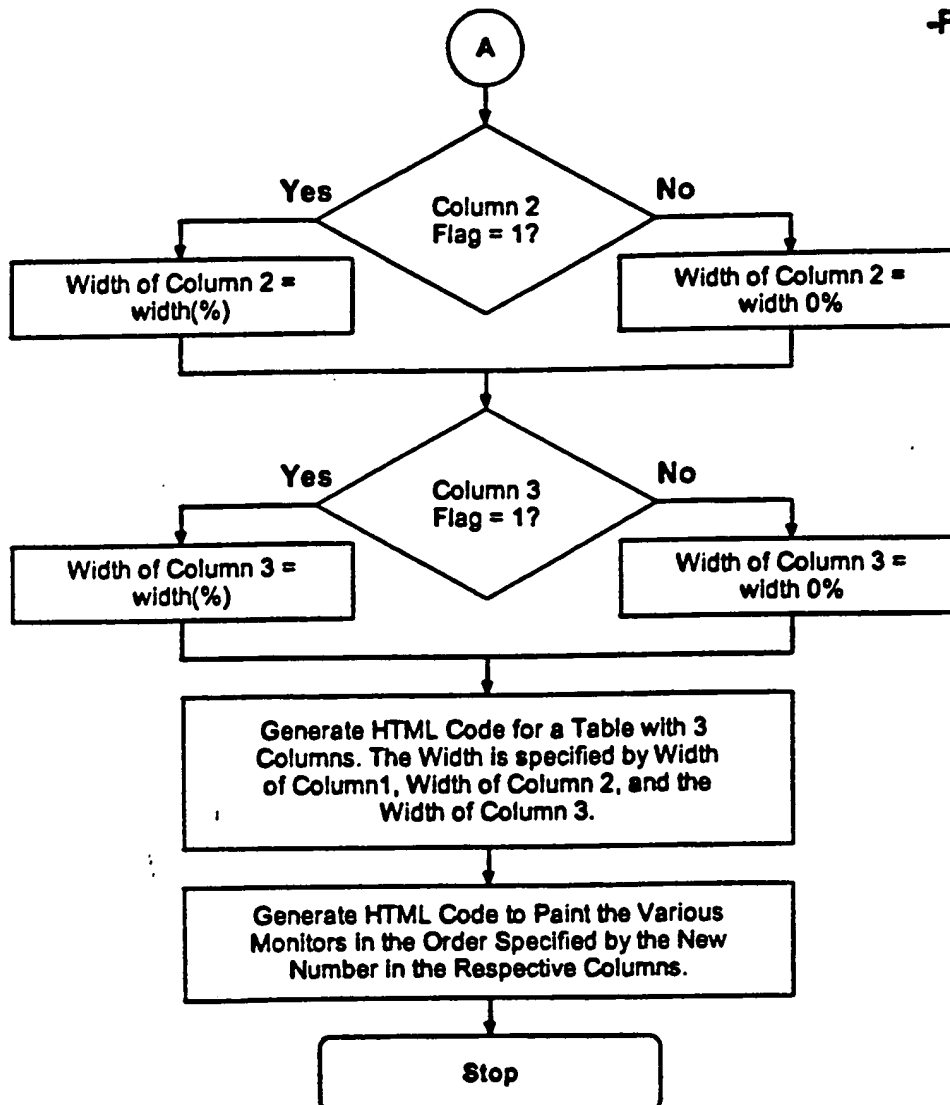 A
-F
Yes
No
Column 2
Flag = 1?
Width of Column 2 =
width(%)
Width of Column 2 =
width 0%
Yes
No
Column 3
Flag = 1?
Width of Column 3 =
width(%)
Width of Column 3 =
width 0%
Generate HTML Code for a Table with 3
Columns. The Width is specified by Width
of Column1, Width of Column 2, and the
Width of Column 3.
Generate HTML Code to Paint the Various
Monitors in the Order Specified by the New
Number in the Respective Columns.
Stop